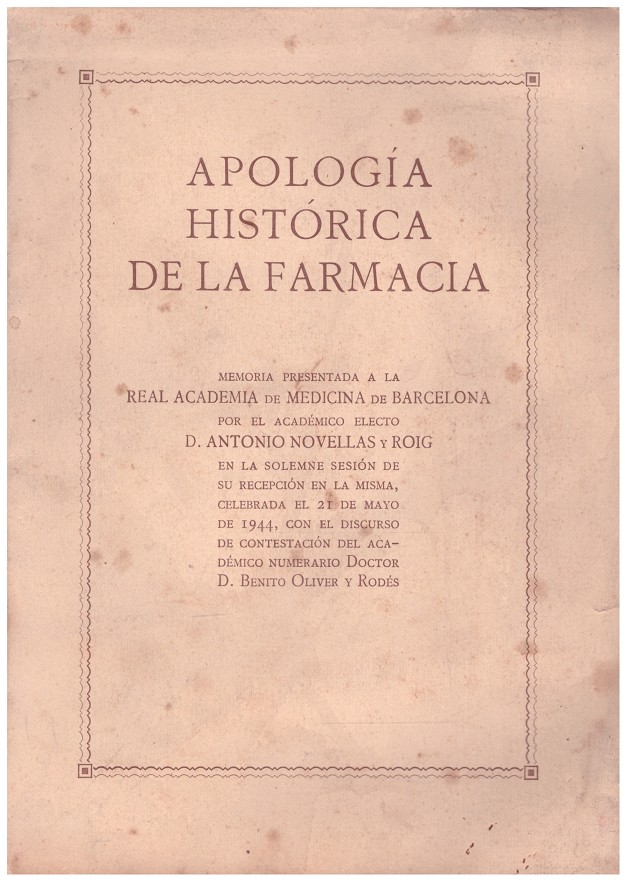 APOLOGÍA
HISTÓRICA
DE LA FARMACIA
MEMORIA PRESENTADA A LA
REAL ACADEMIA DE MEDICINA DE BARCELONA
POR EL ACADÉMICO ELECTO
D. ANTONIO NOVELLAS Y ROIG
EN LA SOLEMNE SESIÓN DE
SU RECEPCIÓN EN LA MISMA,
CELEBRADA EL 21 DE MAYO
DE 1944, CON EL DISCURSO
DE CONTESTACIÓN DEL ACA-
DÉMICO NUMERARIO DOCTOR
D. BENITO OLIVER Y RODÉS